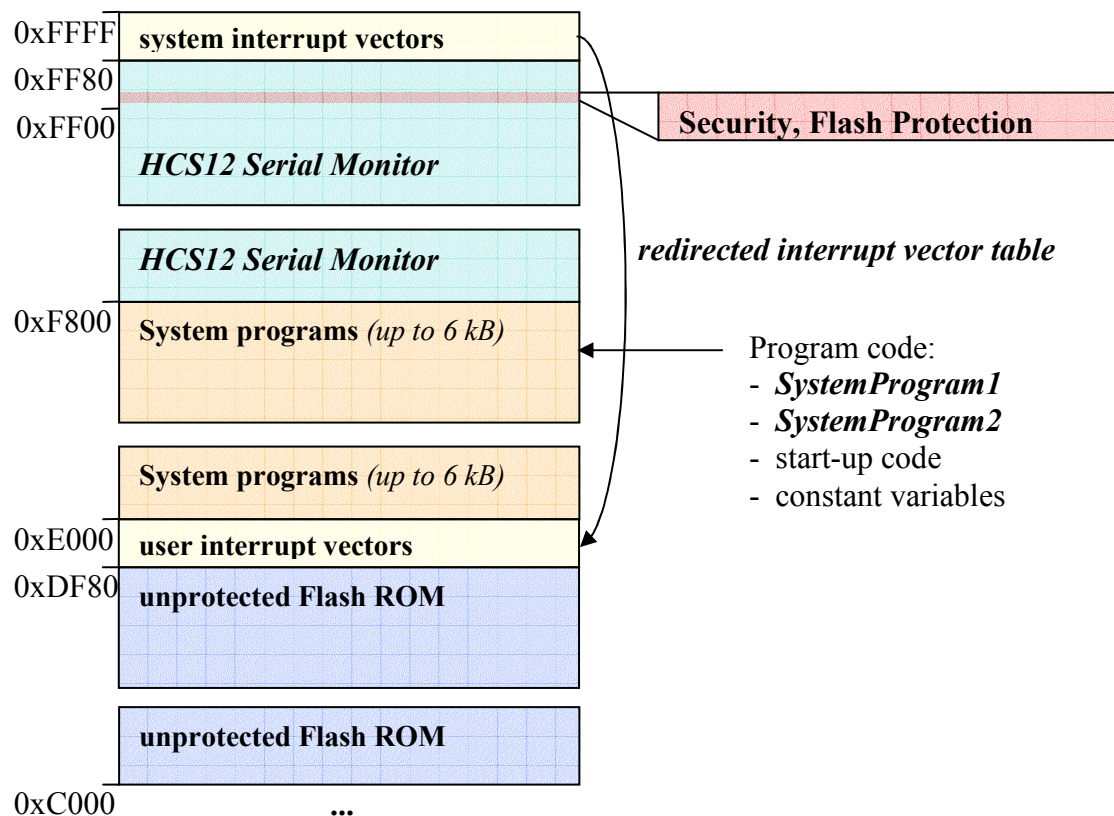 0xFFFF
system interrupt vectors
0xFF80
0xFF00
Security, Flash Protection
HCS12 Serial Monitor
HCS12 Serial Monitor
redirected interrupt vector table
0xF800
System programs (up to 6 kB)
Program code:
- SystemProgram1
- SystemProgram2
- start-up code
- constant variables
System programs (up to 6 kB)
0xE000
user interrupt vectors
0xDF80
unprotected Flash ROM
unprotected Flash ROM
0xC000
...